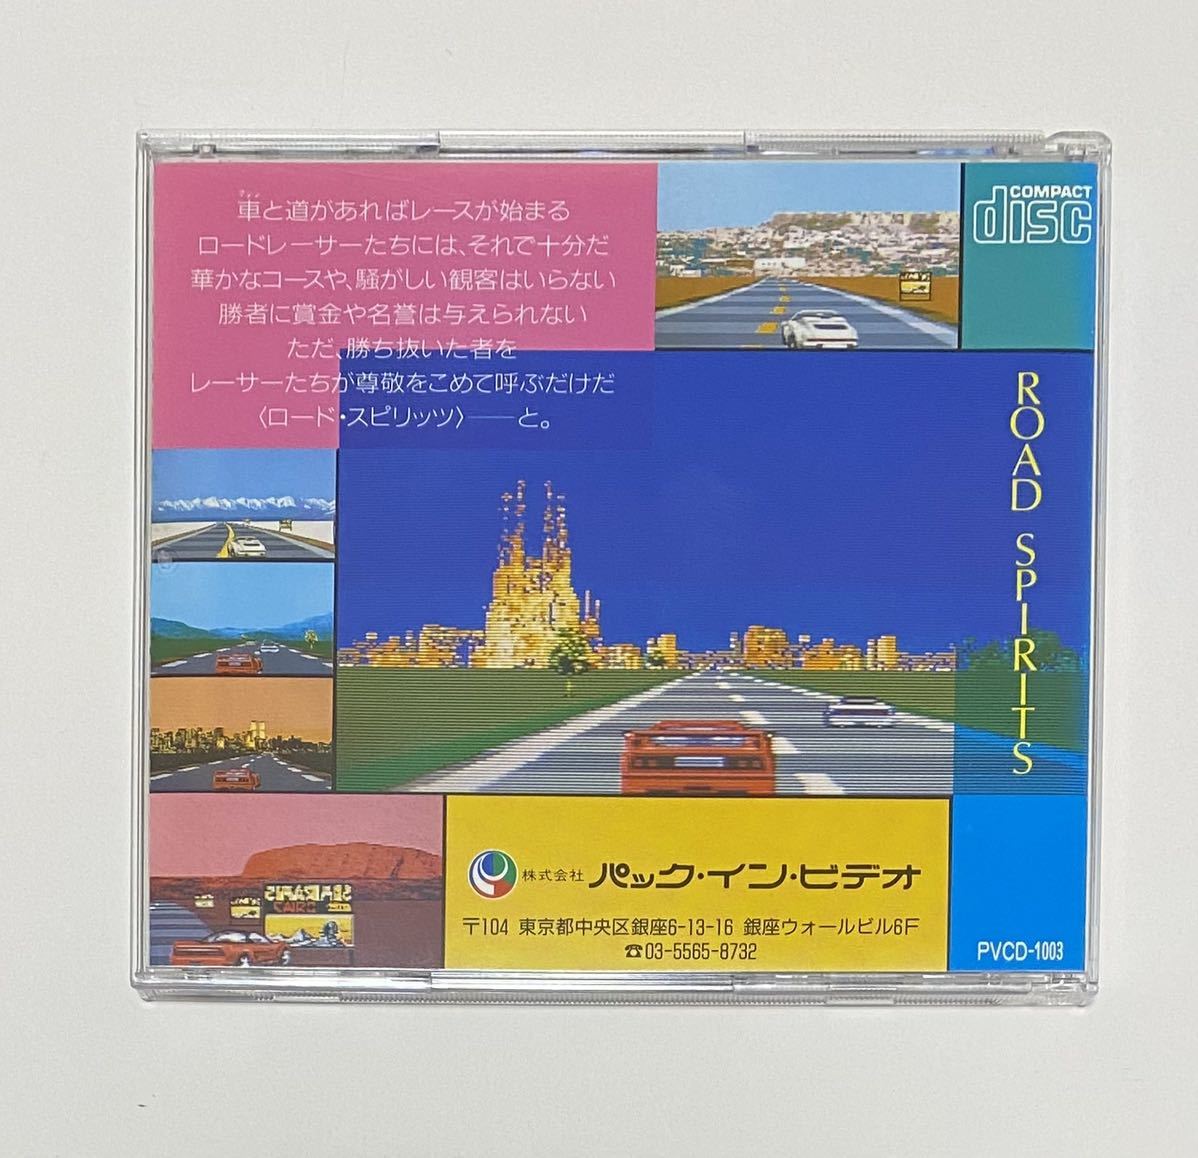 車と道があればレースが始まる
ロードレーサーたちには、それで十分だ
華かなコースや、騒がしい観客はいらない
勝者に賞金や名誉は与えられない
ただ、勝ち抜いた者を
レーサーたちが尊敬をこめて呼ぶだけだ
〈ロード・スピリッツ〉──と。
COMPACT
disc
ROAD SPIRITS
株式会社 パック・イン・ビデオ
〒104 東京都中央区銀座6-13-16 銀座ウォールビル6F
☎03-5565-8732
PVCD-1003